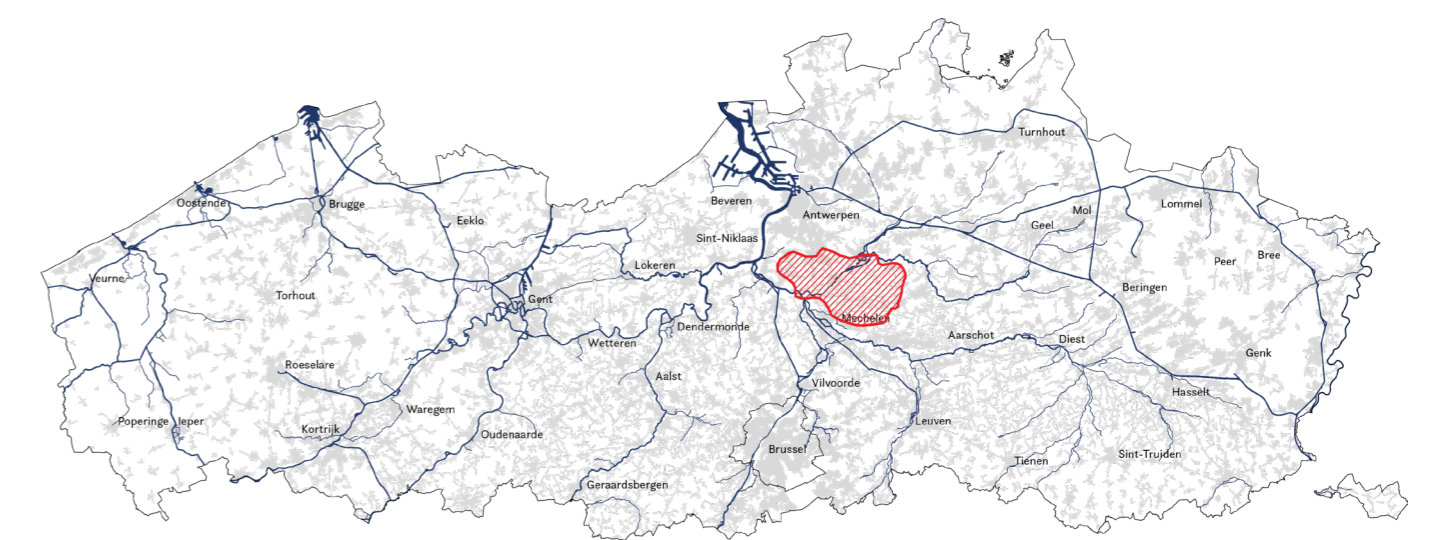 Turnhout
Oostende
Brugge
Beveren
Antwerpen
Mol
Lommel
Eeklo
Geel
Sint-Niklaas
Bree
Lokeren
Peer
Veurne
Torhout
Gent
Beringen
Mechelen
Dendermonde
Aarschot
Diest
Wetteren
Genk
Roeselare
Aalst
Vilvoorde
Hasselt
Waregem
Poperinge
Ieper
Kortrijk
Oudenaarde
Leuven
Brussel
Sint-Truiden
Tienen
Geraardsbergen